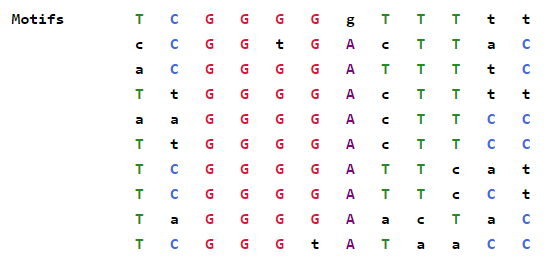 Motifs T C G G G G g T T T t t
c C G G t G A c T T a C
a C G G G G A T T T t C
T t G G G G A c T T t t
a a G G G G A c T T C C
T t G G G G A c T T C C
T C G G G G A T T c a t
T C G G G G A T T c C t
T a G G G G A a c T a C
T C G G G t A T a a C C